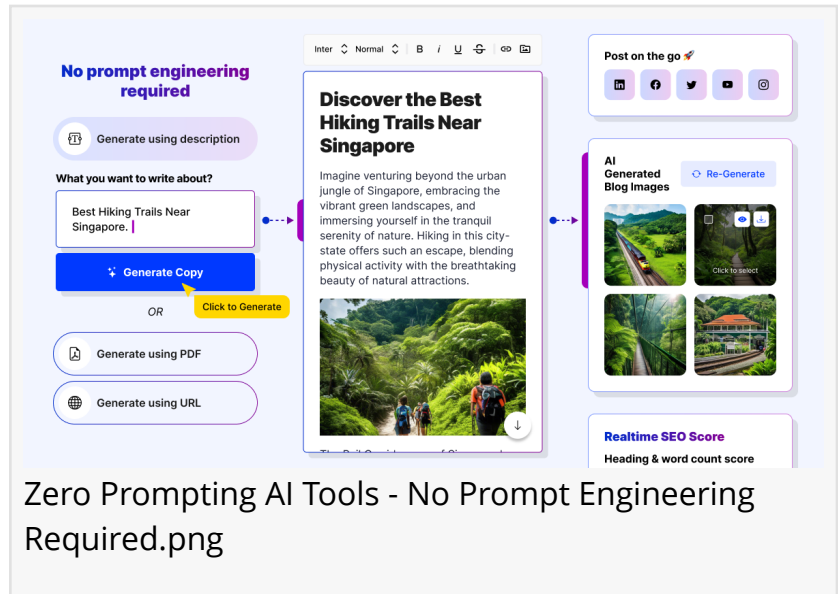 No prompt engineering
required
Generate using description
What you want to write about?
Best Hiking Trails Near
Singapore.
Generate Copy
Click to Generate
OR
Generate using PDF
Generate using URL
Inter Normal B i U S
Discover the Best
Hiking Trails Near
Singapore
Imagine venturing beyond the urban
jungle of Singapore, embracing the
vibrant green landscapes, and
immersing yourself in the tranquil
serenity of nature. Hiking in this city-
state offers such an escape, blending
physical activity with the breathtaking
beauty of natural attractions.
Post on the go
AI
Generated
Blog Images
Re-Generate
Click to select
Realtime SEO Score
Heading & word count score
Zero Prompting AI Tools - No Prompt Engineering
Required.png